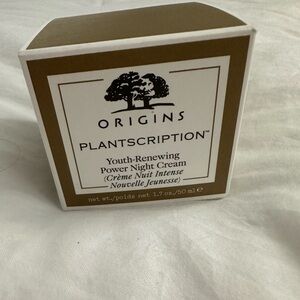 ORIGINS
PLANTSCRIPTION™
Youth-Renewing
Power Night Cream
(Crème Nuit Intense
Nouvelle Jeunesse)
net wt./poids net 1.7 oz./50 ml ℮